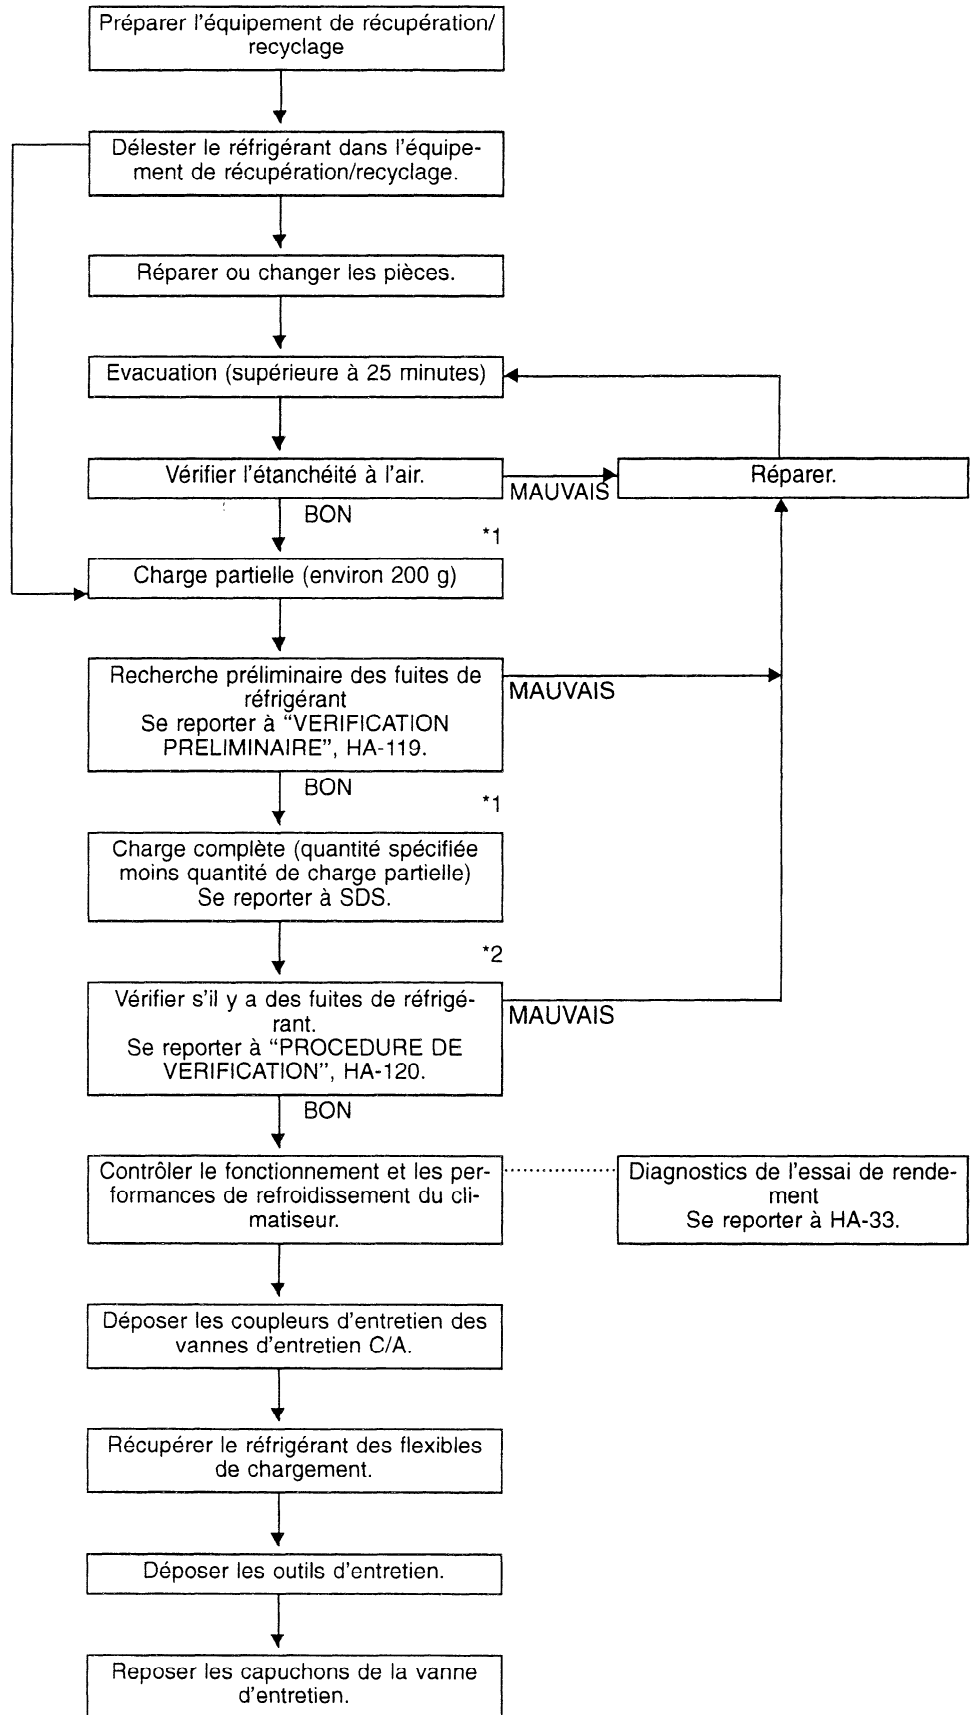 Préparer l'équipement de récupération/
recyclage
Délester le réfrigérant dans l'équipe-
ment de récupération/recyclage.
Réparer ou changer les pièces.
Evacuation (supérieure à 25 minutes)
Vérifier l'étanchéité à l'air.
MAUVAIS
Réparer.
BON
*1
Charge partielle (environ 200 g)
Recherche préliminaire des fuites de
réfrigérant
Se reporter à “VERIFICATION
PRELIMINAIRE”, HA-119.
MAUVAIS
BON
*1
Charge complète (quantité spécifiée
moins quantité de charge partielle)
Se reporter à SDS.
*2
Vérifier s'il y a des fuites de réfrigé-
rant.
Se reporter à “PROCEDURE DE
VERIFICATION”, HA-120.
MAUVAIS
BON
Contrôler le fonctionnement et les per-
formances de refroidissement du cli-
matiseur.
Diagnostics de l'essai de rende-
ment
Se reporter à HA-33.
Déposer les coupleurs d'entretien des
vannes d'entretien C/A.
Récupérer le réfrigérant des flexibles
de chargement.
Déposer les outils d'entretien.
Reposer les capuchons de la vanne
d'entretien.